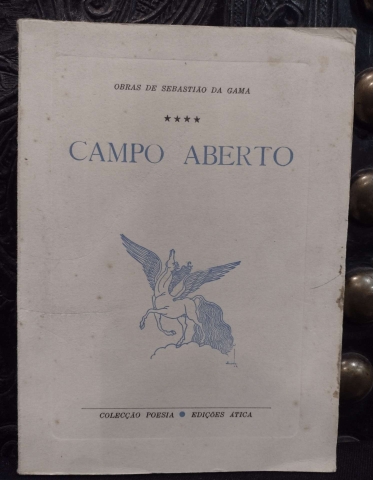 OBRAS DE SEBASTIÃO DA GAMA
★★★★
CAMPO ABERTO
COLECÇÃO POESIA ● EDIÇÕES ÁTICA